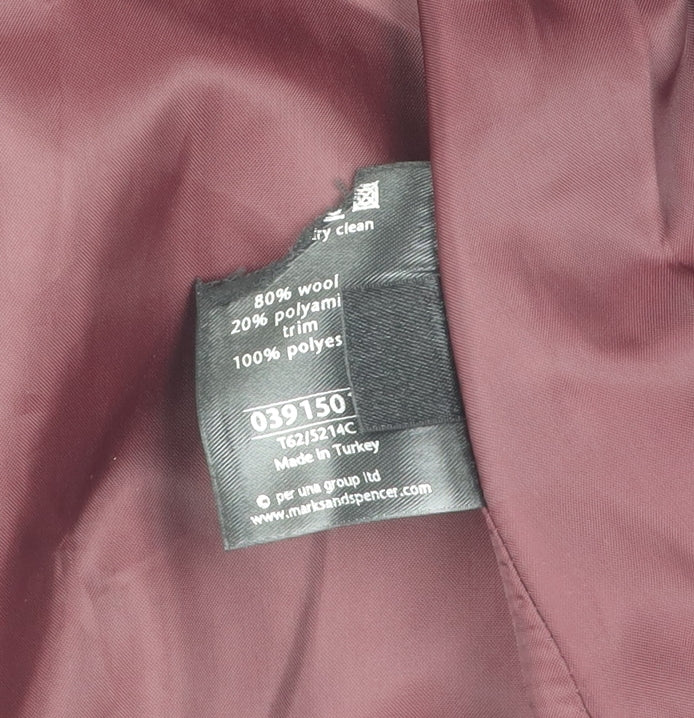 dry clean
80% wool
20% polyami
trim
100% polyes
039150
T62/5214C
Made in Turkey
© per una group ltd
www.marksandspencer.com